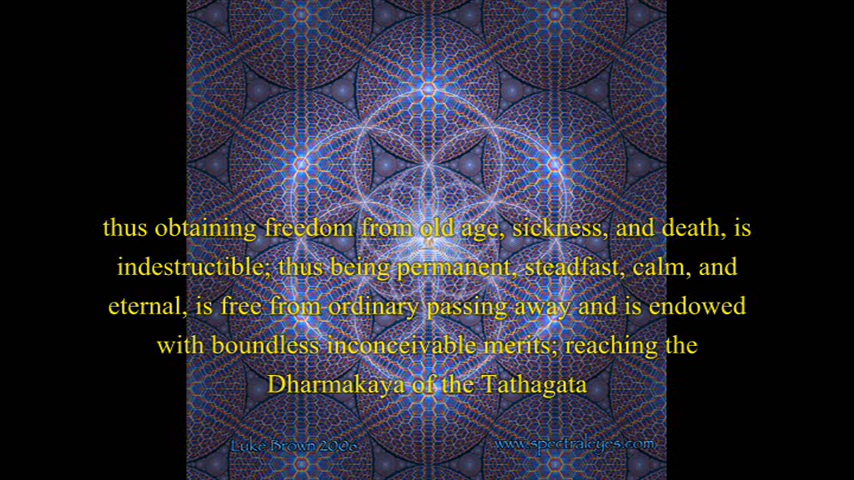 thus obtaining freedom from old age, sickness, and death, is
indestructible; thus being permanent, steadfast, calm, and
eternal, is free from ordinary passing away and is endowed
with boundless inconceivable merits; reaching the
Dharmakaya of the Tathagata
Luke Brown 2006
www.spectraleyes.com